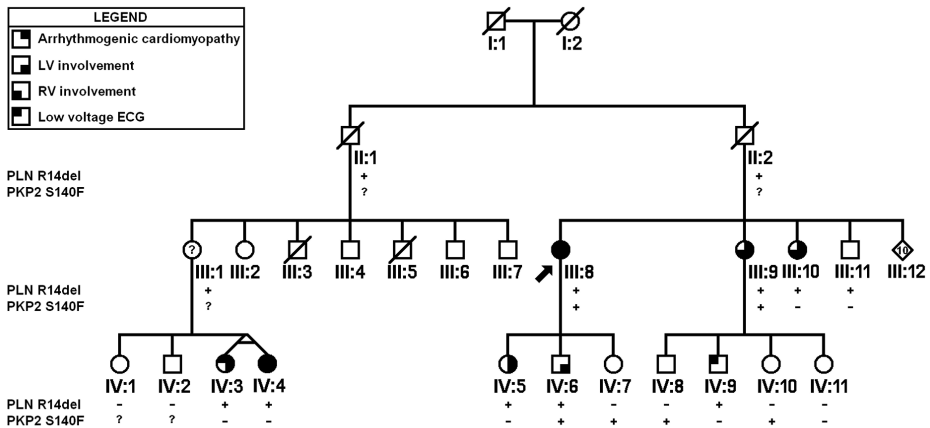 LEGEND
Arrhythmogenic cardiomyopathy
LV involvement
RV involvement
Low voltage ECG
I:1 I:2
II:1 II:2
PLN R14del + +
PKP2 S140F ? ?
? 10
III:1 III:2 III:3 III:4 III:5 III:6 III:7 III:8 III:9 III:10 III:11 III:12
PLN R14del + + + + +
PKP2 S140F ? + + - -
IV:1 IV:2 IV:3 IV:4 IV:5 IV:6 IV:7 IV:8 IV:9 IV:10 IV:11
PLN R14del - - + + + + - - + - -
PKP2 S140F ? ? - - - + + + - + -